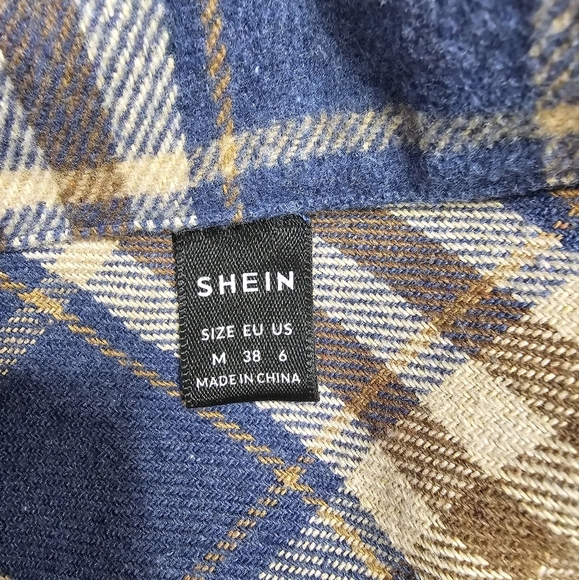 SHEIN
SIZE EU US
M 38 6
MADE IN CHINA